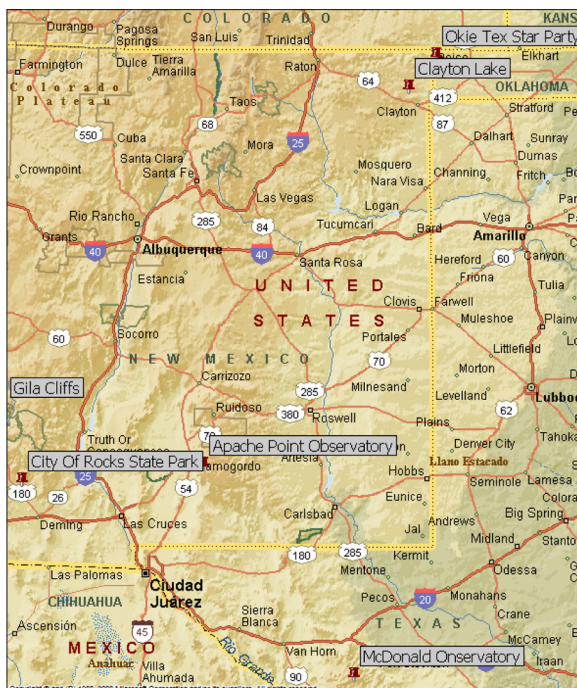 COLORADO
KANS
Durango
Pagosa
Springs
San Luis
Trinidad
Okie Tex Star Party
Elkhart
Farmington
Dulce
Tierra
Amarilla
Raton
Clayton Lake
64
OKLAHOMA
Colorado
Plateau
Taos
Clayton
412
Stratford
68
87
550
Cuba
Mora
25
Dalhart
Sunray
Santa Clara
Dumas
Crownpoint
Santa Fe
Mosquero
Channing
Fritch
Nara Visa
Las Vegas
Logan
Rio Rancho
285
84
Tucumcari
Vega
Grants
Bard
Amarillo
40
Albuquerque
40
Santa Rosa
Hereford
60
Canyon
Estancia
Friona
UNITED
Tulia
Clovis
Farwell
STATES
Muleshoe
Plainv
60
Socorro
Portales
Littlefield
NEW MEXICO
70
Morton
Gila Cliffs
Carrizozo
285
Milnesand
Levelland
Lubbo
Ruidoso
380
Roswell
62
Plains
Truth Or
Apache Point Observatory
Denver City
Tahoka
City Of Rocks State Park
Artesia
Llano Estacado
Hobbs
180
26
25
54
Seminole
Lamesa
Eunice
Carlsbad
Deming
Las Cruces
Andrews
Big Spring
Jal
Midland
Stanto
180
285
Kermit
Las Palomas
Mentone
Odessa
Ciudad
Juárez
Pecos
20
Monahans
CHIHUAHUA
Sierra
Blanca
Crane
Ascensión
45
TEXAS
MEXICO
Rio Grande
McCamey
Anáhuac
Van Horn
McDonald Onservatory
Iraan
Villa
Ahumada
90